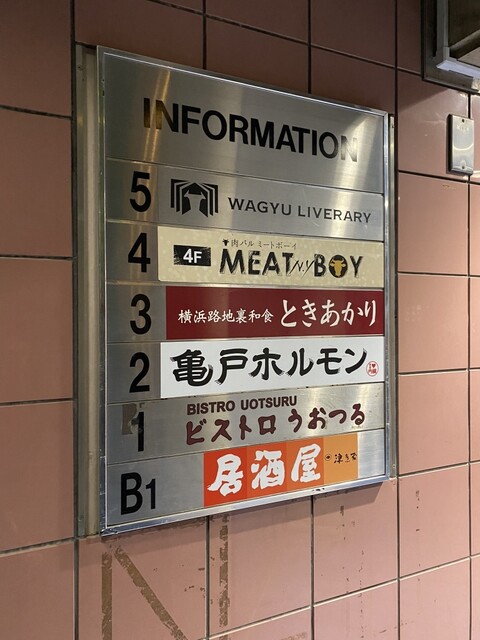 INFORMATION
5 WAGYU LIVERARY
肉バル ミートボーイ
4 4F MEAT N.Y BOY
3 横浜路地裏和食 ときあかり
2 亀戸ホルモン
BISTRO UOTSURU
1 ビストロ うおつる
B1 居酒屋